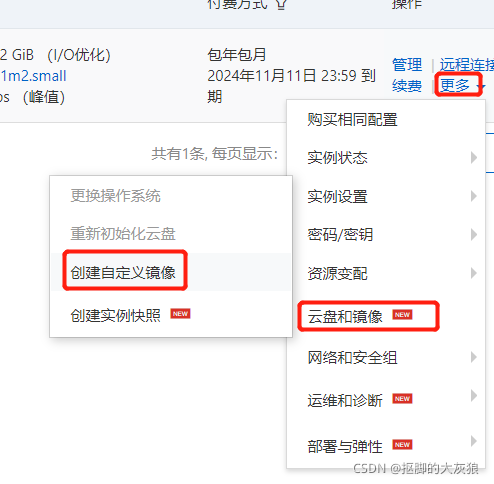 付费方式
操作
2 GiB （I/O优化）
1m2.small
ps （峰值）
包年包月
2024年11月11日 23:59 到
期
管理 | 远程连接
续费 | 更多
共有1条, 每页显示：
购买相同配置
实例状态
实例设置
密码/密钥
资源变配
云盘和镜像 NEW
网络和安全组
运维和诊断 NEW
部署与弹性 NEW
更换操作系统
重新初始化云盘
创建自定义镜像
创建实例快照 NEW
CSDN @抠脚的大灰狼